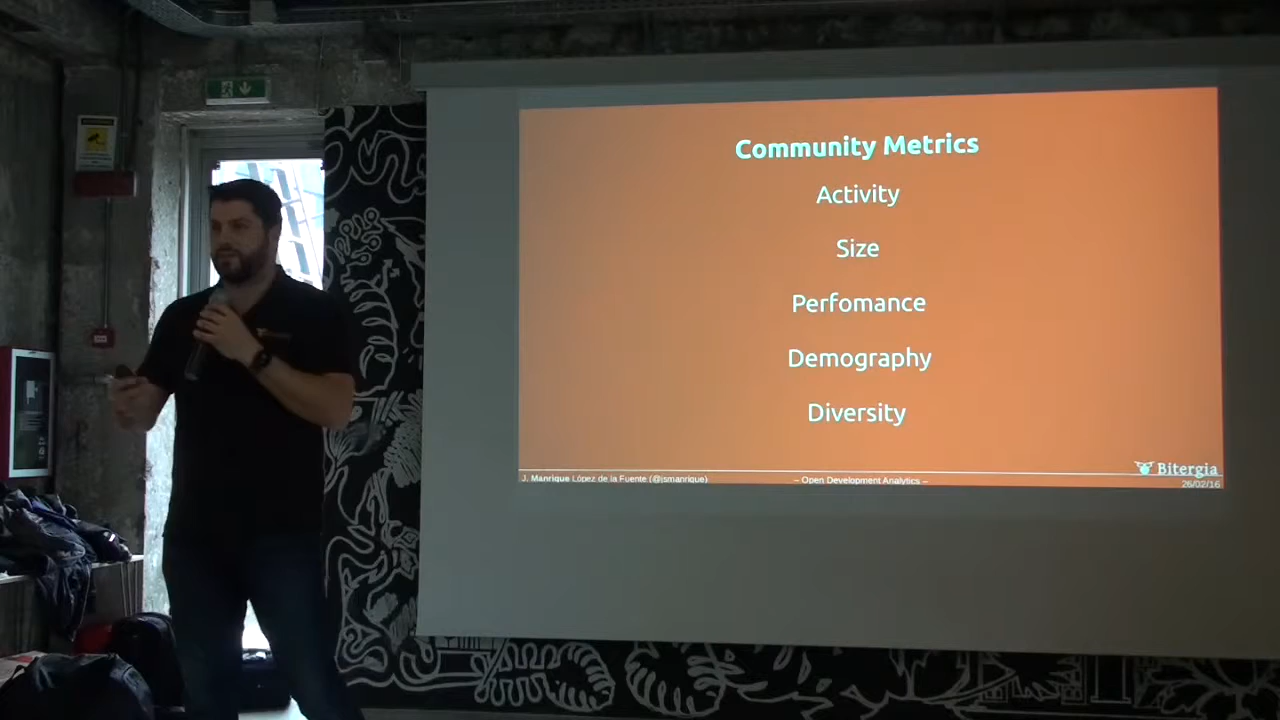 Community Metrics
Activity
Size
Perfomance
Demography
Diversity
Bitergia
J. Manrique López de la Fuente (@jsmanrique)
– Open Development Analytics –
26/02/16